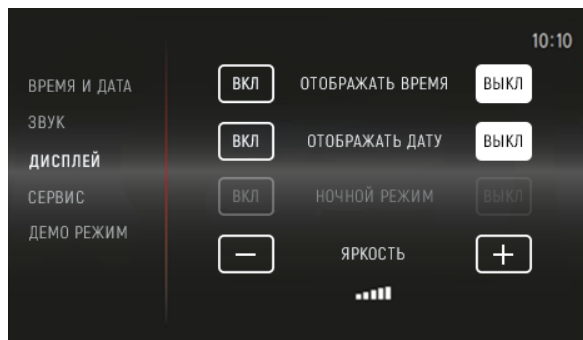 10:10
ВРЕМЯ И ДАТА
ЗВУК
ДИСПЛЕЙ
СЕРВИС
ДЕМО РЕЖИМ
ВКЛ ОТОБРАЖАТЬ ВРЕМЯ ВЫКЛ
ВКЛ ОТОБРАЖАТЬ ДАТУ ВЫКЛ
ВКЛ НОЧНОЙ РЕЖИМ ВЫКЛ
— ЯРКОСТЬ +